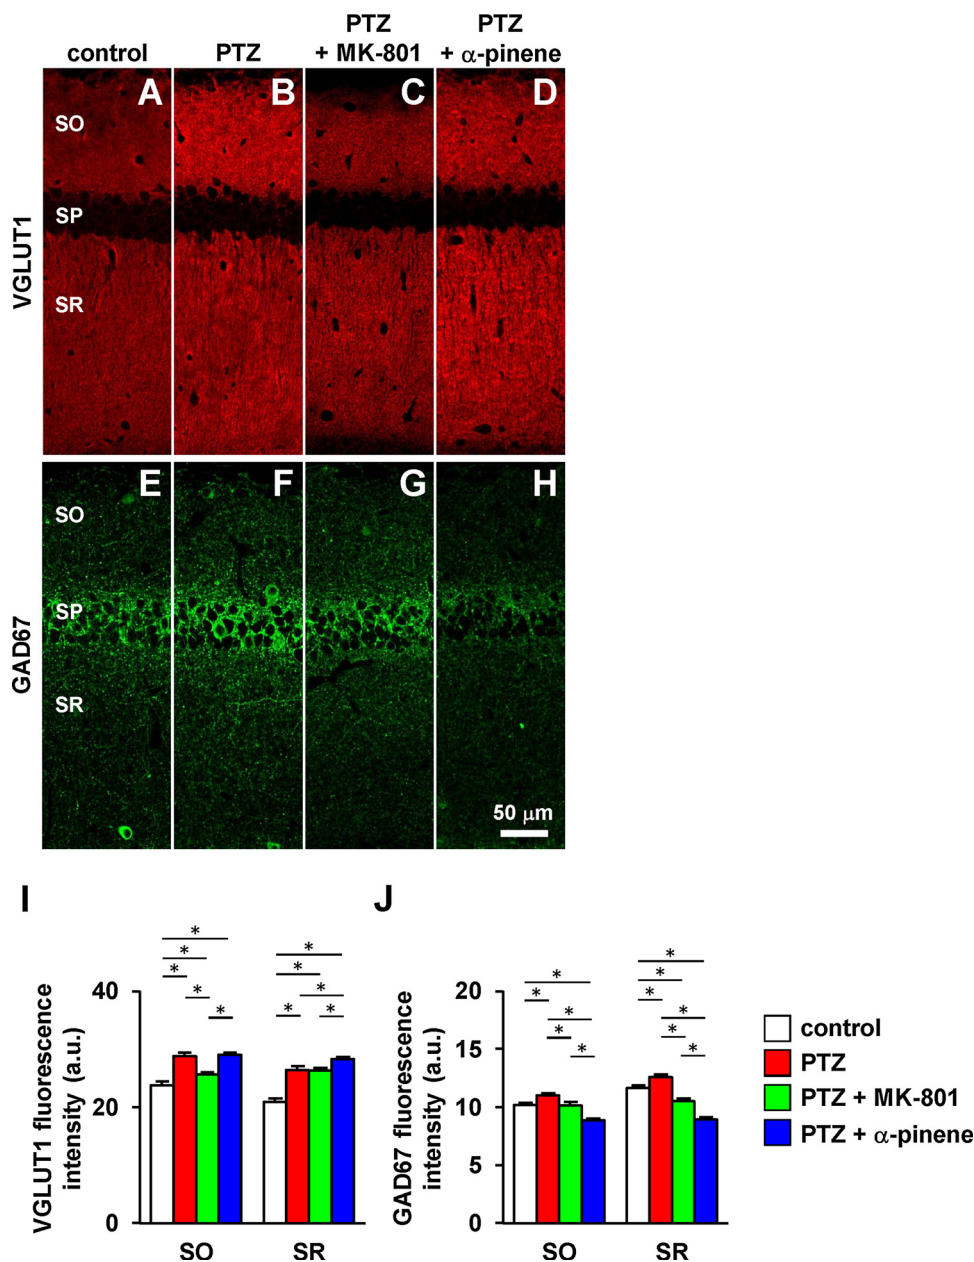 control
PTZ
PTZ
+ MK-801
PTZ
+ α-pinene
VGLUT1
A
B
C
D
SO
SP
SR
GAD67
E
F
G
H
SO
SP
SR
50 μm
I
VGLUT1 fluorescence
intensity (a.u.)
40
20
0
* * * * *
* * * * *
SO
SR
J
GAD67 fluorescence
intensity (a.u.)
20
15
10
5
0
* * * * *
* * * * * *
SO
SR
control
PTZ
PTZ + MK-801
PTZ + α-pinene